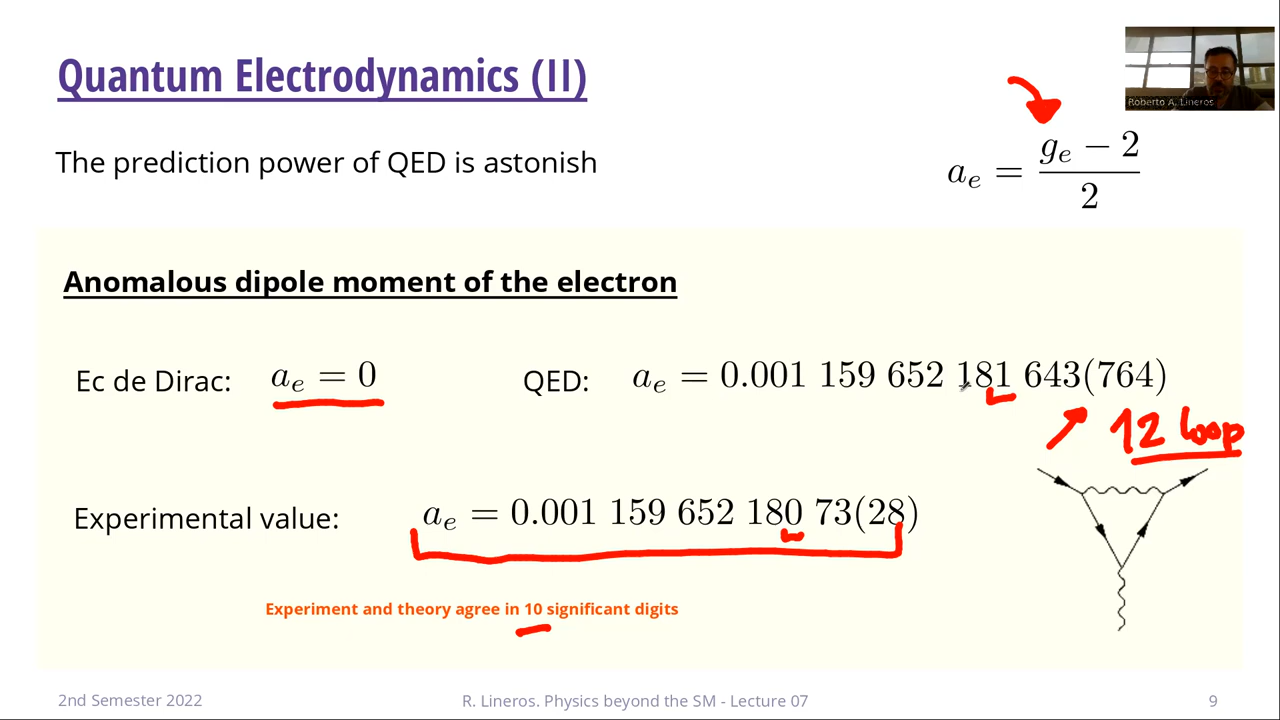 Quantum Electrodynamics (II)
Roberto A. Lineros
The prediction power of QED is astonish
a_e = \frac{g_e - 2}{2}
Anomalous dipole moment of the electron
Ec de Dirac: a_e = 0 QED: a_e = 0.001 159 652 181 643(764)
12 loop
Experimental value: a_e = 0.001 159 652 180 73(28)
Experiment and theory agree in 10 significant digits
2nd Semester 2022 R. Lineros. Physics beyond the SM - Lecture 07 9